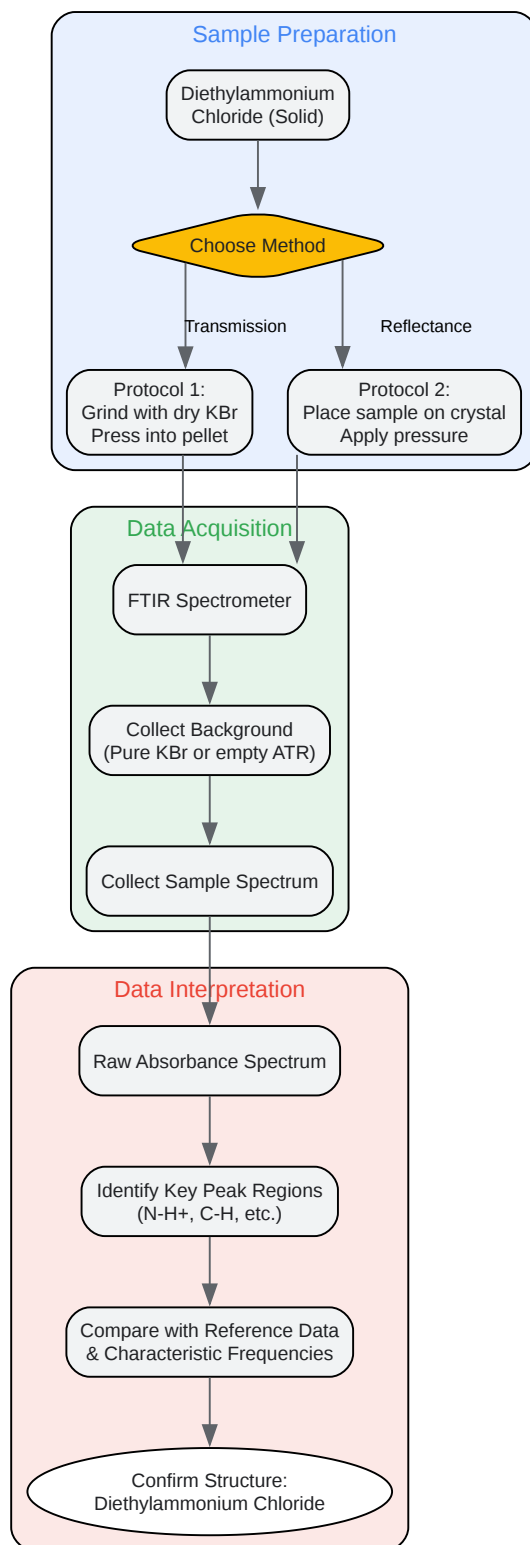 Sample Preparation
Diethylammonium
Chloride (Solid)
Choose Method
Transmission
Reflectance
Protocol 1:
Grind with dry KBr
Press into pellet
Protocol 2:
Place sample on crystal
Apply pressure
Data Acquisition
FTIR Spectrometer
Collect Background
(Pure KBr or empty ATR)
Collect Sample Spectrum
Data Interpretation
Raw Absorbance Spectrum
Identify Key Peak Regions
(N-H+, C-H, etc.)
Compare with Reference Data
& Characteristic Frequencies
Confirm Structure:
Diethylammonium Chloride